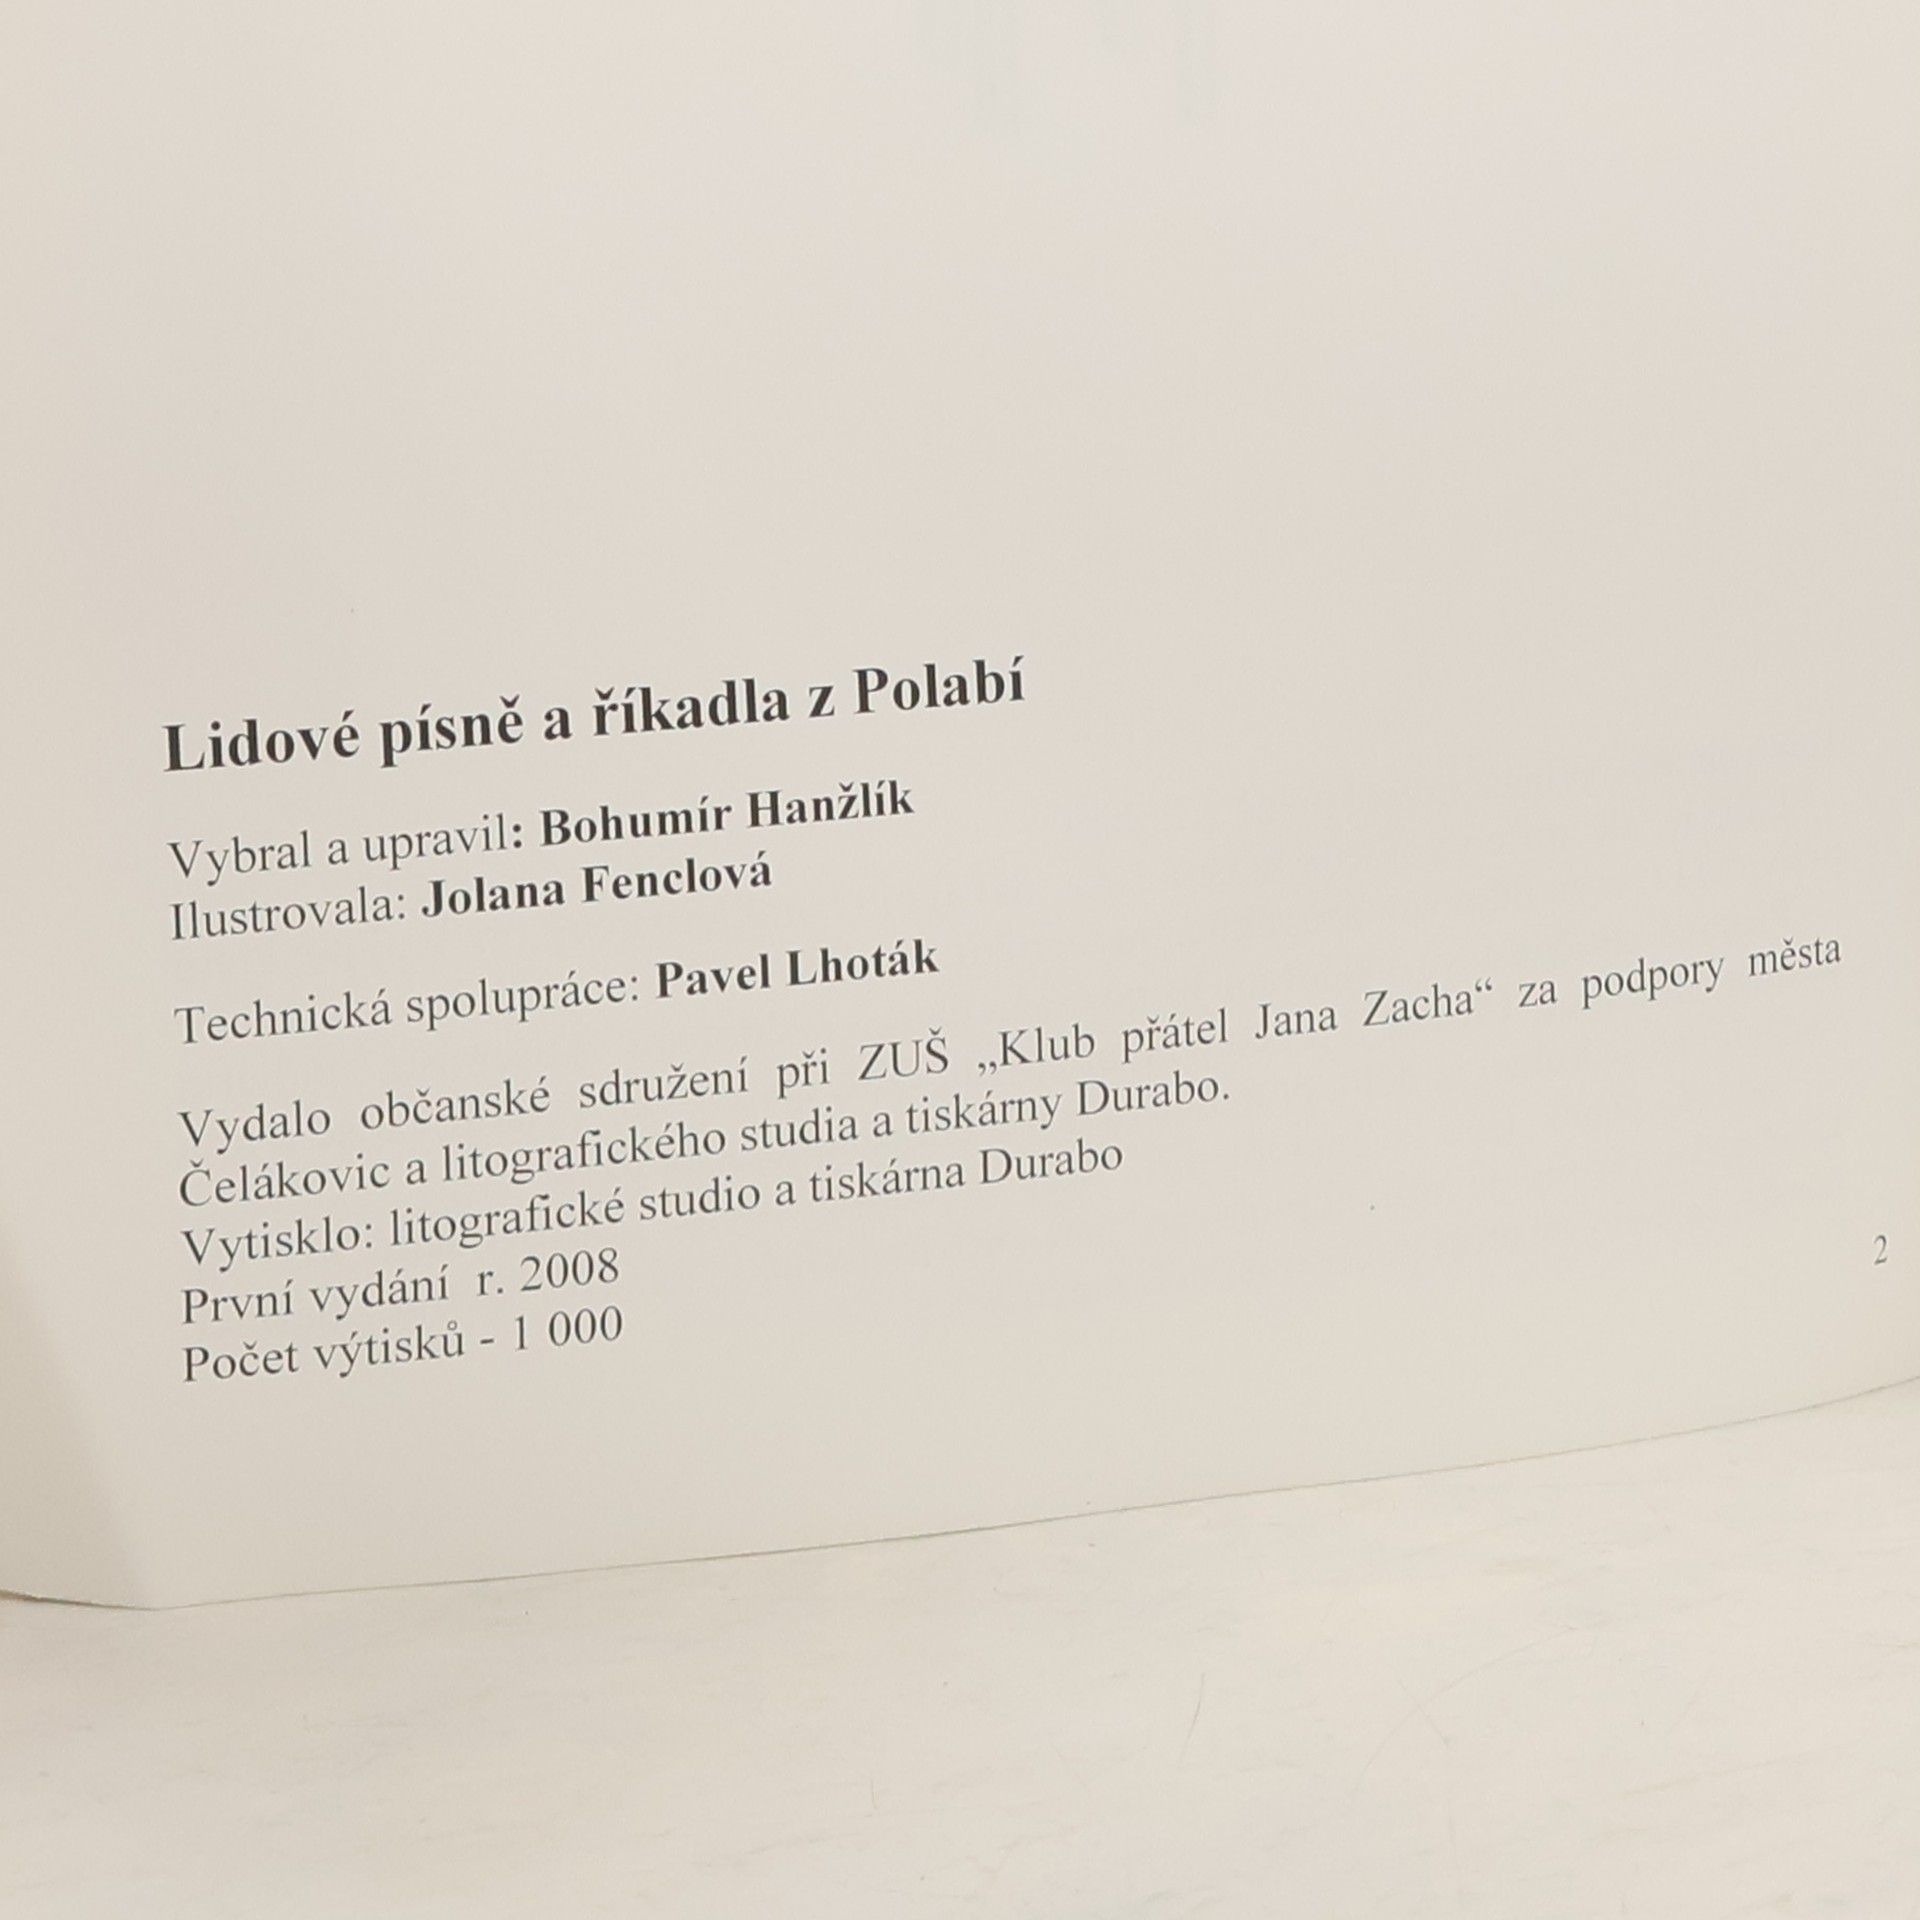 Lidové písně a říkadla z Polabí
Vybral a upravil: Bohumír Hanžlík
Ilustrovala: Jolana Fenclová
Technická spolupráce: Pavel Lhoták
Vydalo občanské sdružení při ZUŠ „Klub přátel Jana Zacha“ za podpory města
Čelákovic a litografického studia a tiskárny Durabo.
Vytisklo: litografické studio a tiskárna Durabo
První vydání r. 2008
Počet výtisků - 1 000
2